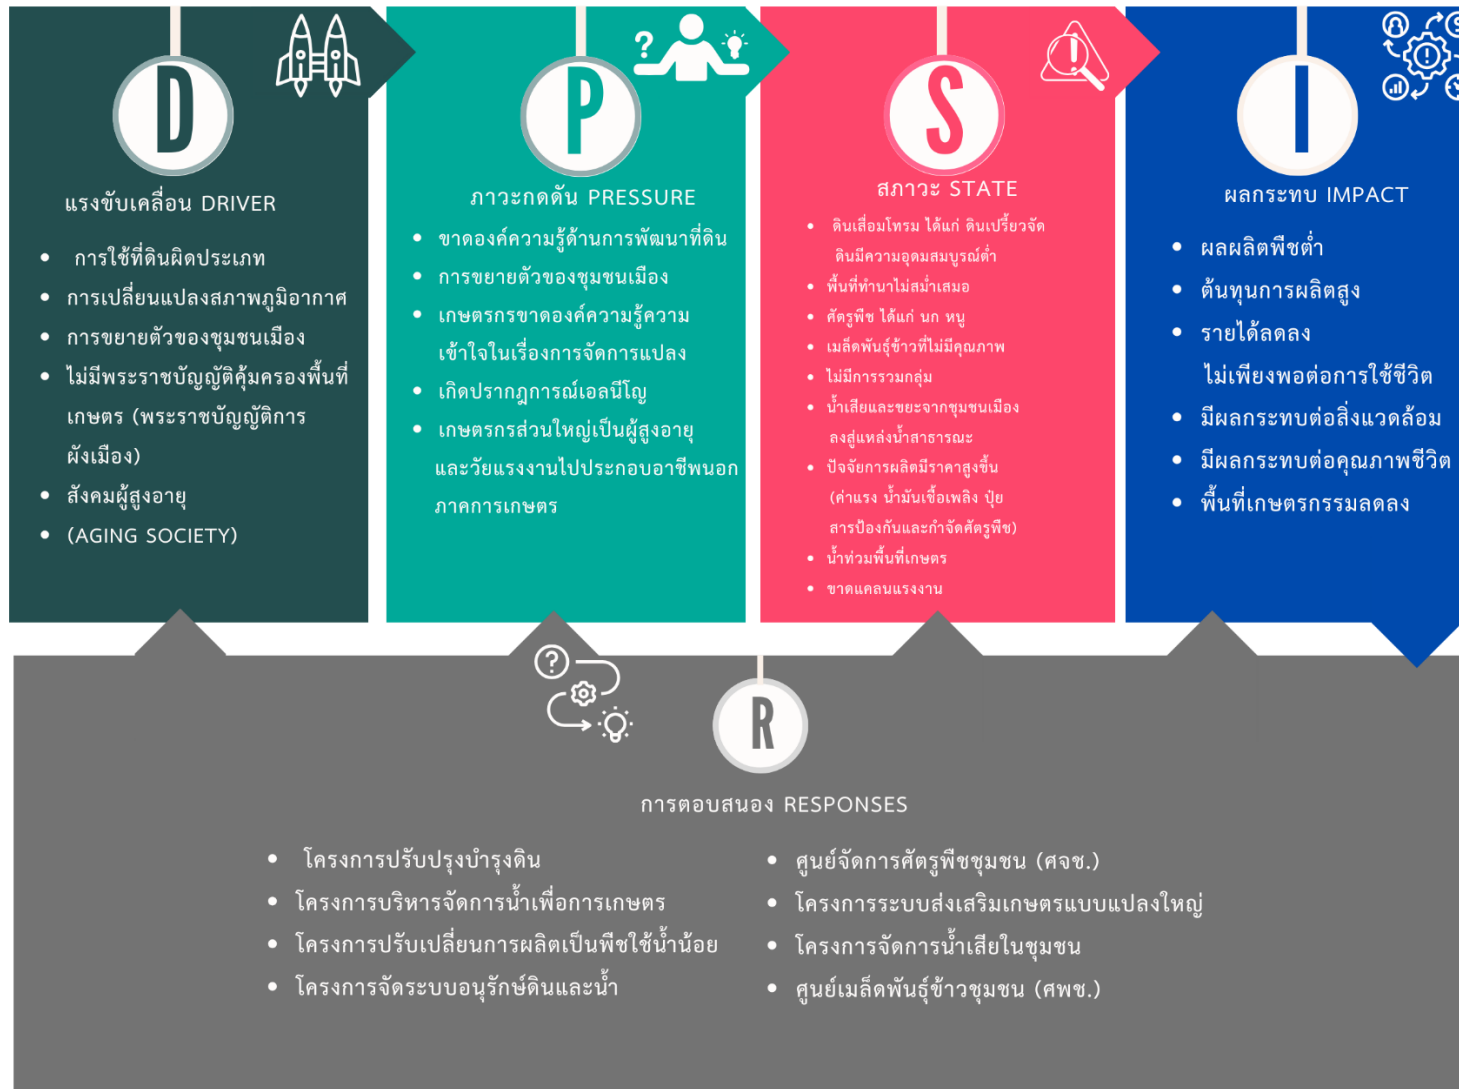 D
แรงขับเคลื่อน DRIVER
• การใช้ที่ดินผิดประเภท
• การเปลี่ยนแปลงสภาพภูมิอากาศ
• การขยายตัวของชุมชนเมือง
• ไม่มีพระราชบัญญัติคุ้มครองพื้นที่
เกษตร (พระราชบัญญัติการ
ผังเมือง)
• สังคมผู้สูงอายุ
• (AGING SOCIETY)
P
ภาวะกดดัน PRESSURE
• ขาดองค์ความรู้ด้านการพัฒนาที่ดิน
• การขยายตัวของชุมชนเมือง
• เกษตรกรขาดองค์ความรู้ความ
เข้าใจในเรื่องการจัดการแปลง
• เกิดปรากฎการณ์เอลนีโญ
• เกษตรกรส่วนใหญ่เป็นผู้สูงอายุ
และวัยแรงงานไปประกอบอาชีพนอก
ภาคการเกษตร
S
สภาวะ STATE
• ดินเสื่อมโทรม ได้แก่ ดินเปรี้ยวจัด
ดินมีความอุดมสมบูรณ์ต่ำ
• พื้นที่ทำนาไม่สม่ำเสมอ
• ศัตรูพืช ได้แก่ นก หนู
• เมล็ดพันธุ์ข้าวที่ไม่มีคุณภาพ
• ไม่มีการรวมกลุ่ม
• น้ำเสียและขยะจากชุมชนเมือง
ลงสู่แหล่งน้ำสาธารณะ
• ปัจจัยการผลิตมีราคาสูงขึ้น
(ค่าแรง น้ำมันเชื้อเพลิง ปุ๋ย
สารป้องกันและกำจัดศัตรูพืช)
• น้ำท่วมพื้นที่เกษตร
• ขาดแคลนแรงงาน
I
ผลกระทบ IMPACT
• ผลผลิตพืชต่ำ
• ต้นทุนการผลิตสูง
• รายได้ลดลง
ไม่เพียงพอต่อการใช้ชีวิต
• มีผลกระทบต่อสิ่งแวดล้อม
• มีผลกระทบต่อคุณภาพชีวิต
• พื้นที่เกษตรกรรมลดลง
R
การตอบสนอง RESPONSES
• โครงการปรับปรุงบำรุงดิน
• โครงการบริหารจัดการน้ำเพื่อการเกษตร
• โครงการปรับเปลี่ยนการผลิตเป็นพืชใช้น้ำน้อย
• โครงการจัดระบบอนุรักษ์ดินและน้ำ
• ศูนย์จัดการศัตรูพืชชุมชน (ศจช.)
• โครงการระบบส่งเสริมเกษตรแบบแปลงใหญ่
• โครงการจัดการน้ำเสียในชุมชน
• ศูนย์เมล็ดพันธุ์ข้าวชุมชน (ศพช.)